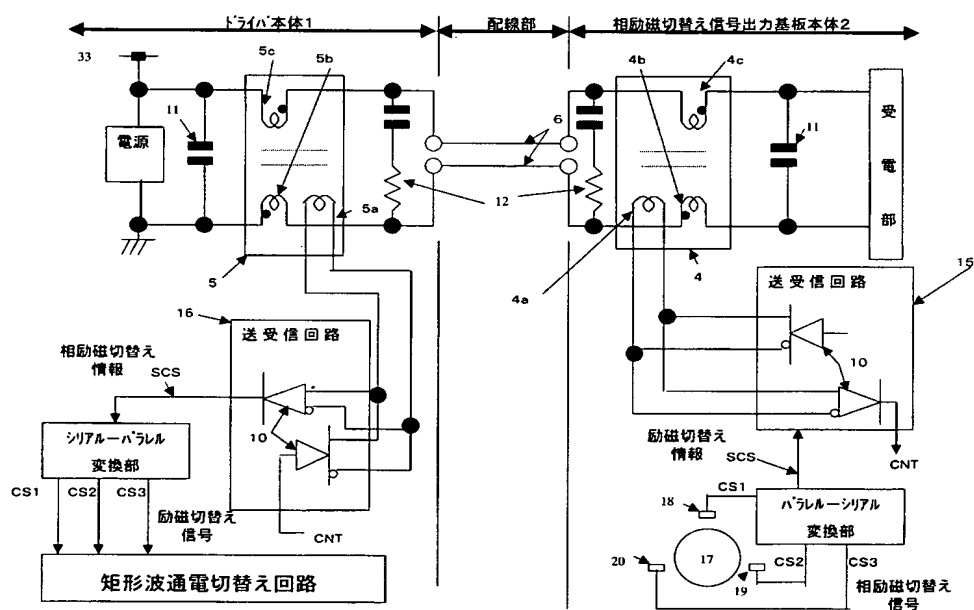 ドライバ本体1
配線部
相励磁切替え信号出力基板本体2
33
5c
5b
4b
4c
11
電源
6
11
受電部
12
5a
5
4a
4
15
16
送受信回路
送受信回路
相励磁切替え
情報
SCS
10
10
シリアルーパラレル
変換部
励磁切替え
情報
SCS
CNT
CS1
CS2
CS3
励磁切替え
信号
CNT
18
CS1
パラレルーシリアル
変換部
20
17
19
CS2
CS3
矩形波通電切替え回路
相励磁切替え
信号